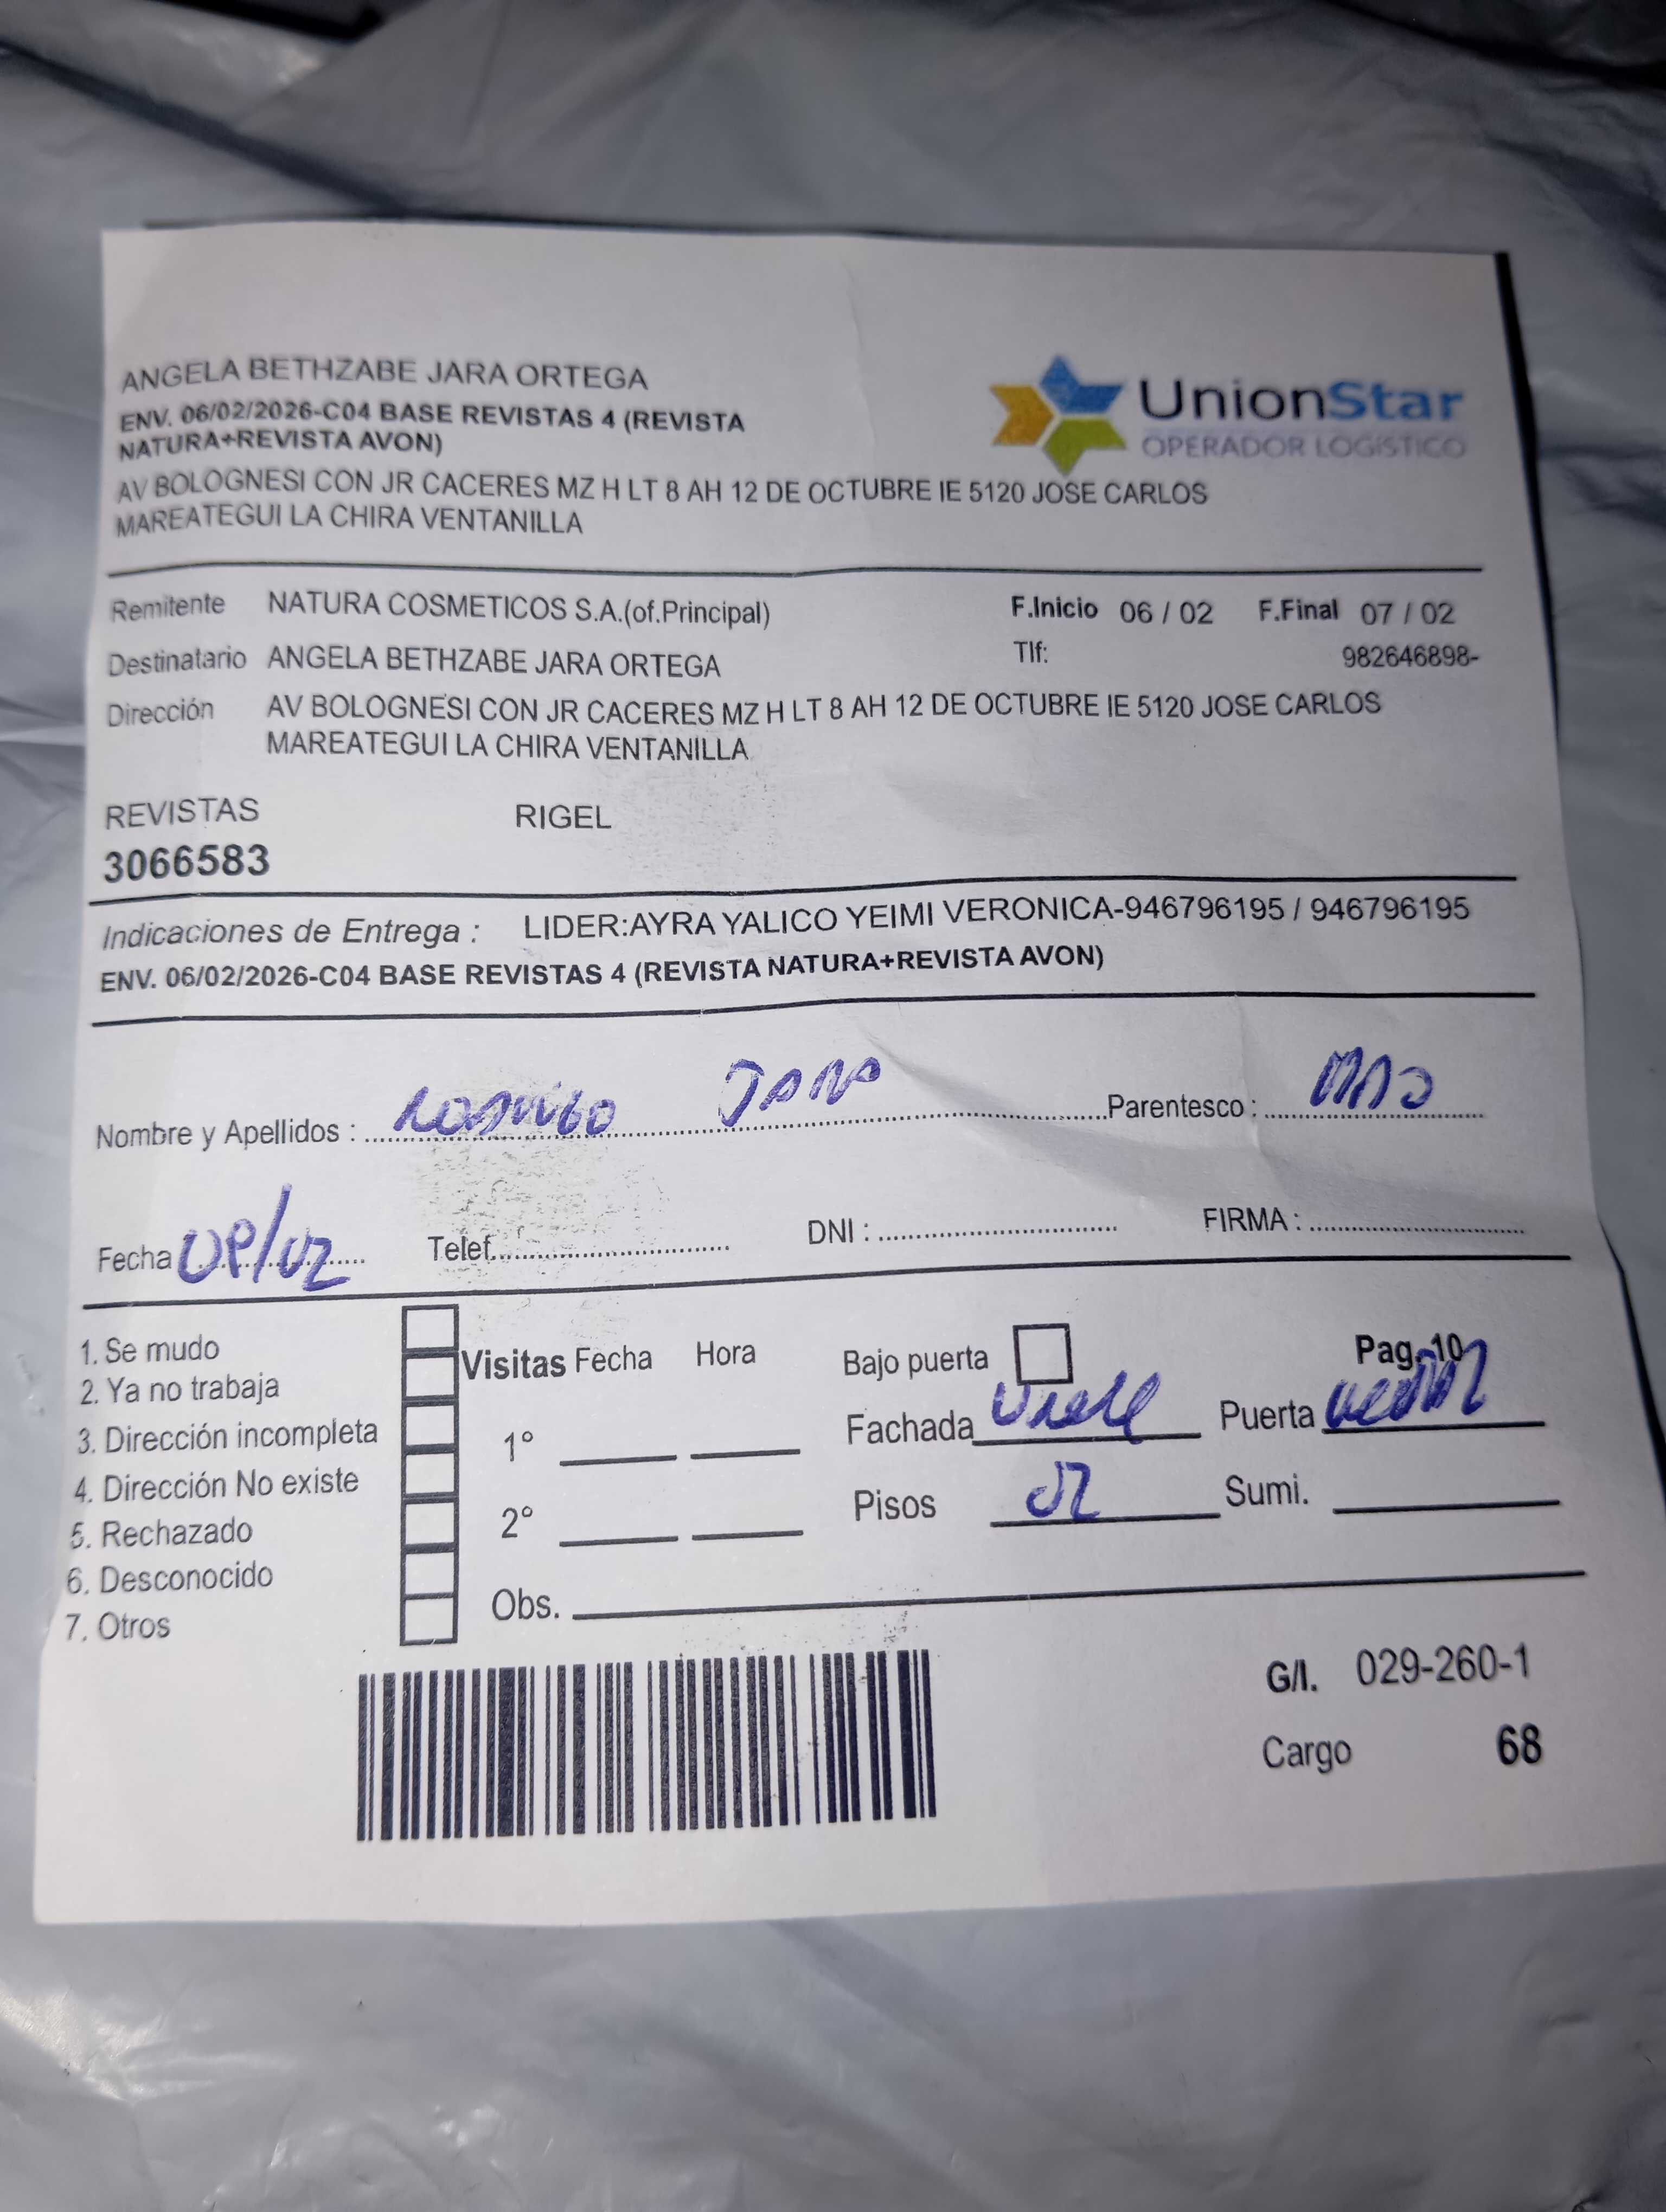 ANGELA BETHZABE JARA ORTEGA
ENV. 06/02/2026-C04 BASE REVISTAS 4 (REVISTA
NATURA+REVISTA AVON)
UnionStar
OPERADOR LOGÍSTICO
AV BOLOGNESI CON JR CACERES MZ H LT 8 AH 12 DE OCTUBRE IE 5120 JOSE CARLOS
MAREATEGUI LA CHIRA VENTANILLA
Remitente NATURA COSMETICOS S.A.(of.Principal) F.Inicio 06 / 02 F.Final 07 / 02
Destinatario ANGELA BETHZABE JARA ORTEGA Tlf: 982646898-
Dirección AV BOLOGNESI CON JR CACERES MZ H LT 8 AH 12 DE OCTUBRE IE 5120 JOSE CARLOS
MAREATEGUI LA CHIRA VENTANILLA
REVISTAS RIGEL
3066583
Indicaciones de Entrega : LIDER:AYRA YALICO YEIMI VERONICA-946796195 / 946796195
ENV. 06/02/2026-C04 BASE REVISTAS 4 (REVISTA NATURA+REVISTA AVON)
Nombre y Apellidos : JARA Parentesco :
Fecha Telef. DNI : FIRMA :
1. Se mudo
2. Ya no trabaja
3. Dirección incompleta
4. Dirección No existe
5. Rechazado
6. Desconocido
7. Otros
Visitas Fecha Hora
1°
2°
Obs.
Bajo puerta Pag. 10
Fachada Puerta
Pisos 02 Sumi.
G/I. 029-260-1
Cargo 68